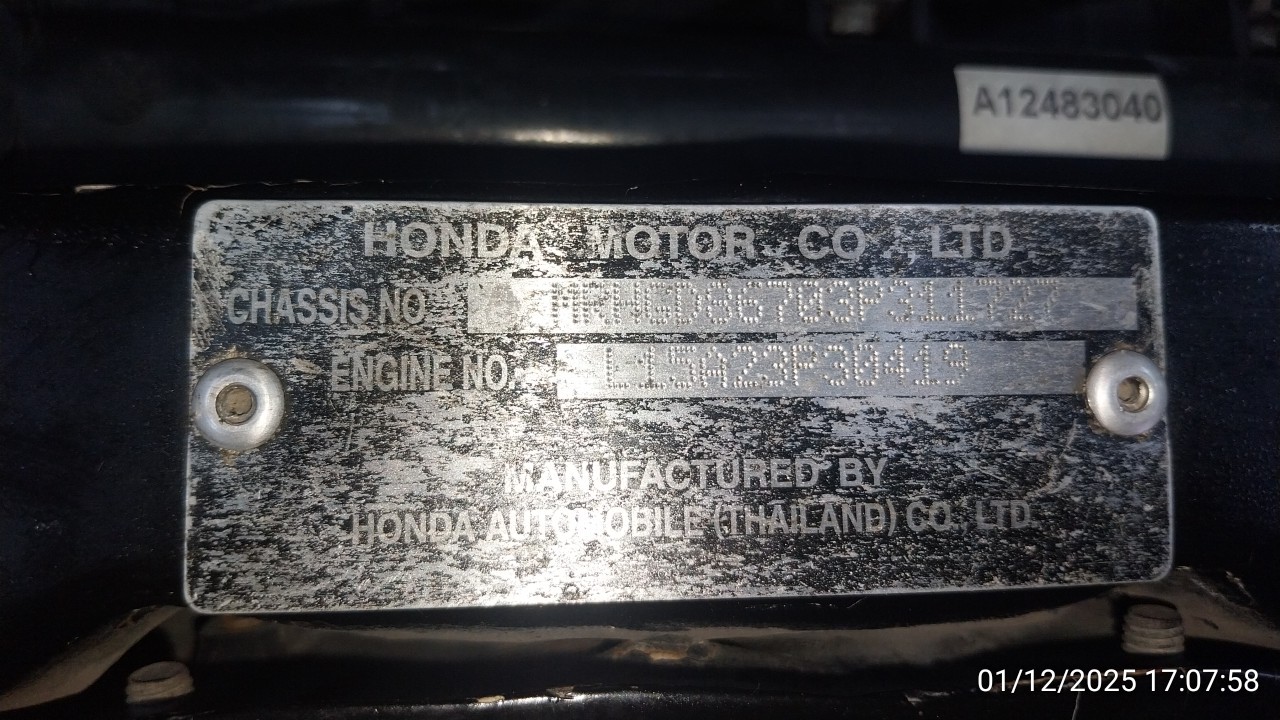 A12483040
HONDA MOTOR CO., LTD.
CHASSIS NO. MRHGD86703P311727
ENGINE NO. L15A23P30419
MANUFACTURED BY
HONDA AUTOMOBILE (THAILAND) CO., LTD.
01/12/2025 17:07:58